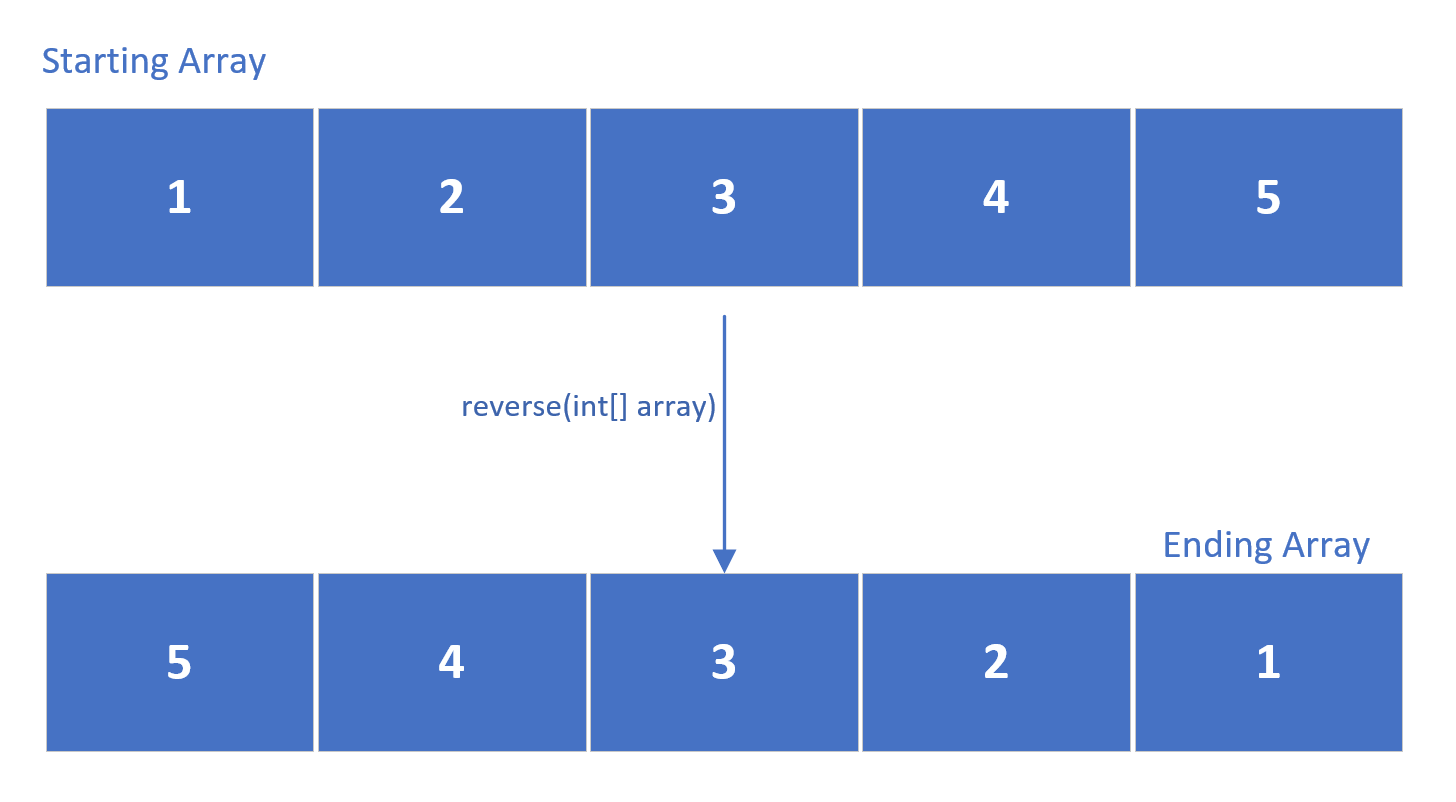 Starting Array
1 2 3 4 5
reverse(int[] array)
Ending Array
5 4 3 2 1